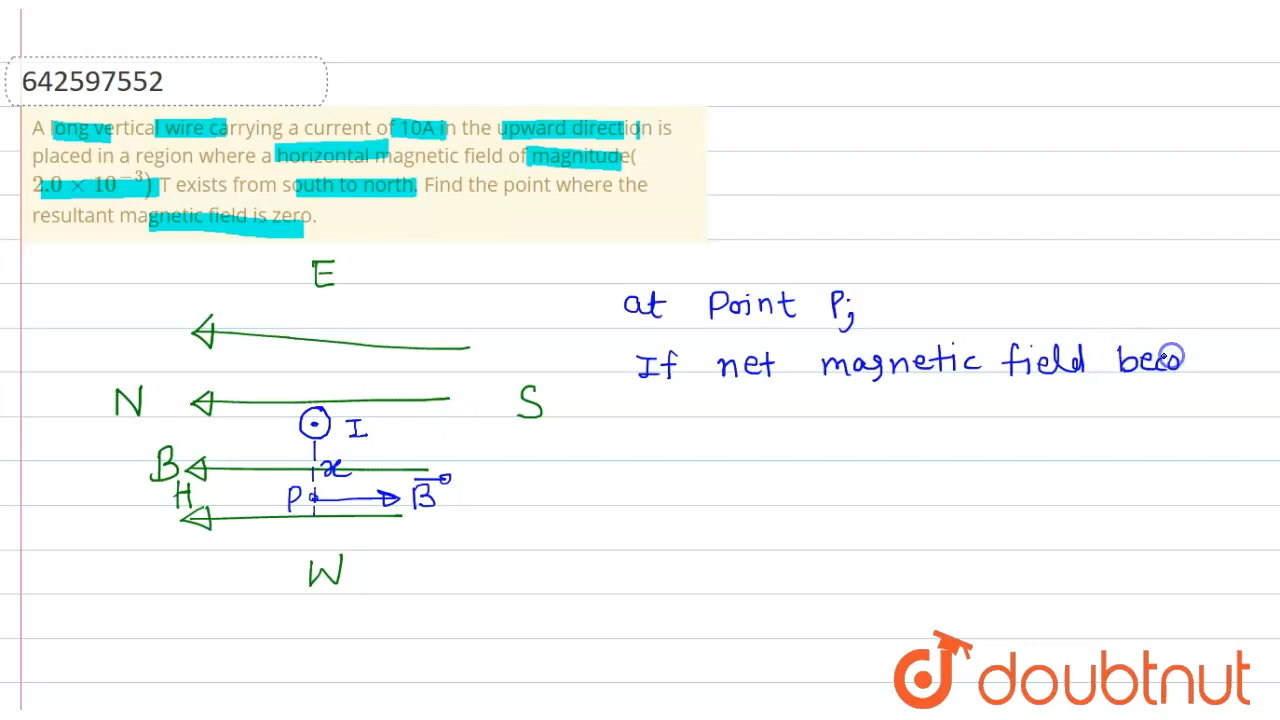 642597552
A long vertical wire carrying a current of 10A in the upward direction is
placed in a region where a horizontal magnetic field of magnitude(
2.0 × 10⁻³) T exists from south to north. Find the point where the
resultant magnetic field is zero.
E
at Point P;
If net magnetic field beco
N
S
I
B
x
H
P
B
W
doubtnut